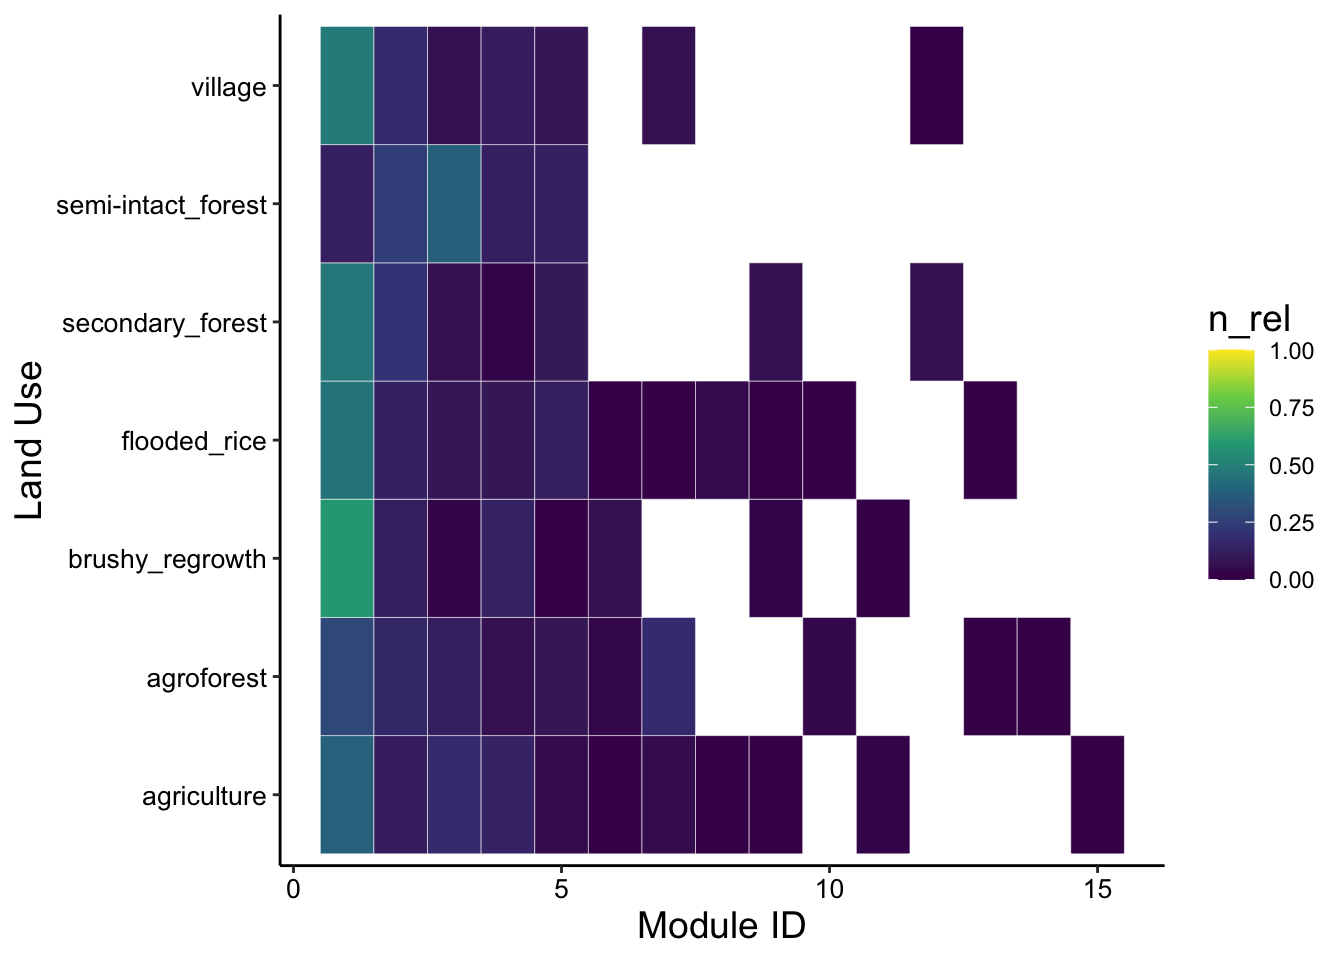 village
semi-intact_forest
secondary_forest
flooded_rice
brushy_regrowth
agroforest
agriculture
Land Use
0
5
10
15
Module ID
n_rel
1.00
0.75
0.50
0.25
0.00